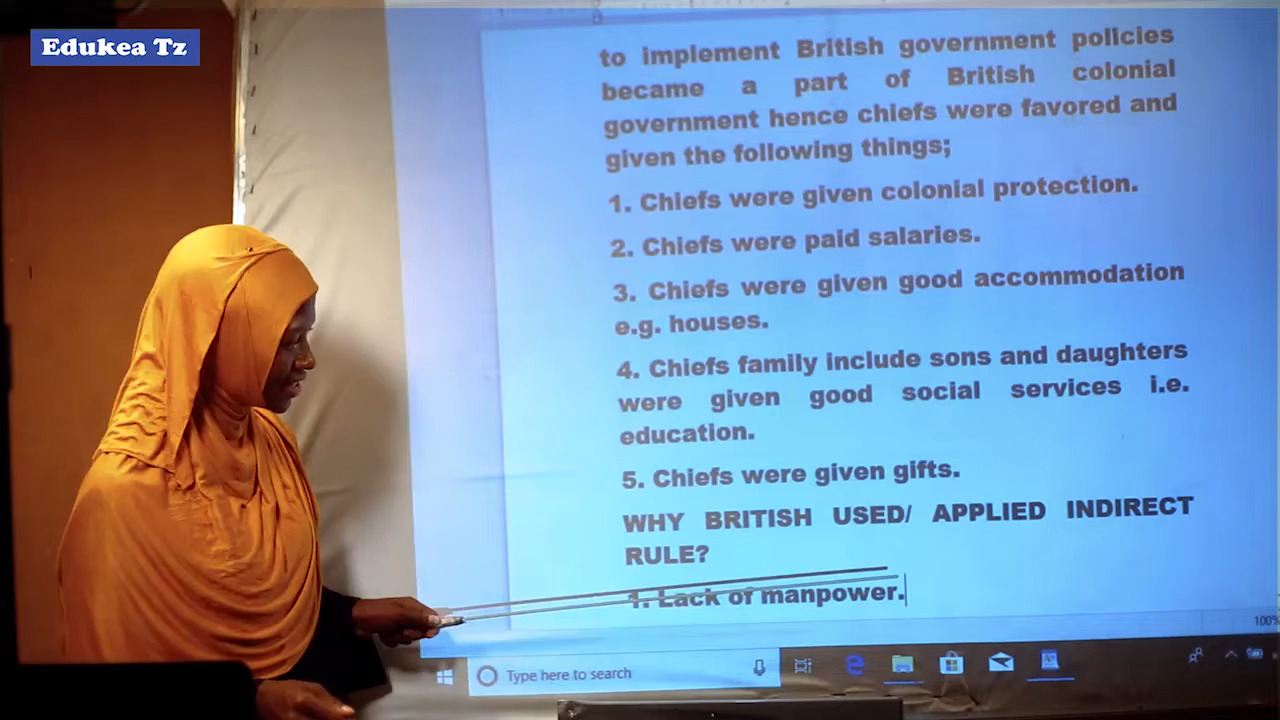 Edukea Tz
to implement British government policies
became a part of British colonial
government hence chiefs were favored and
given the following things;
1. Chiefs were given colonial protection.
2. Chiefs were paid salaries.
3. Chiefs were given good accommodation
e.g. houses.
4. Chiefs family include sons and daughters
were given good social services i.e.
education.
5. Chiefs were given gifts.
WHY BRITISH USED/ APPLIED INDIRECT
RULE?
1. Lack of manpower.
100%
Type here to search